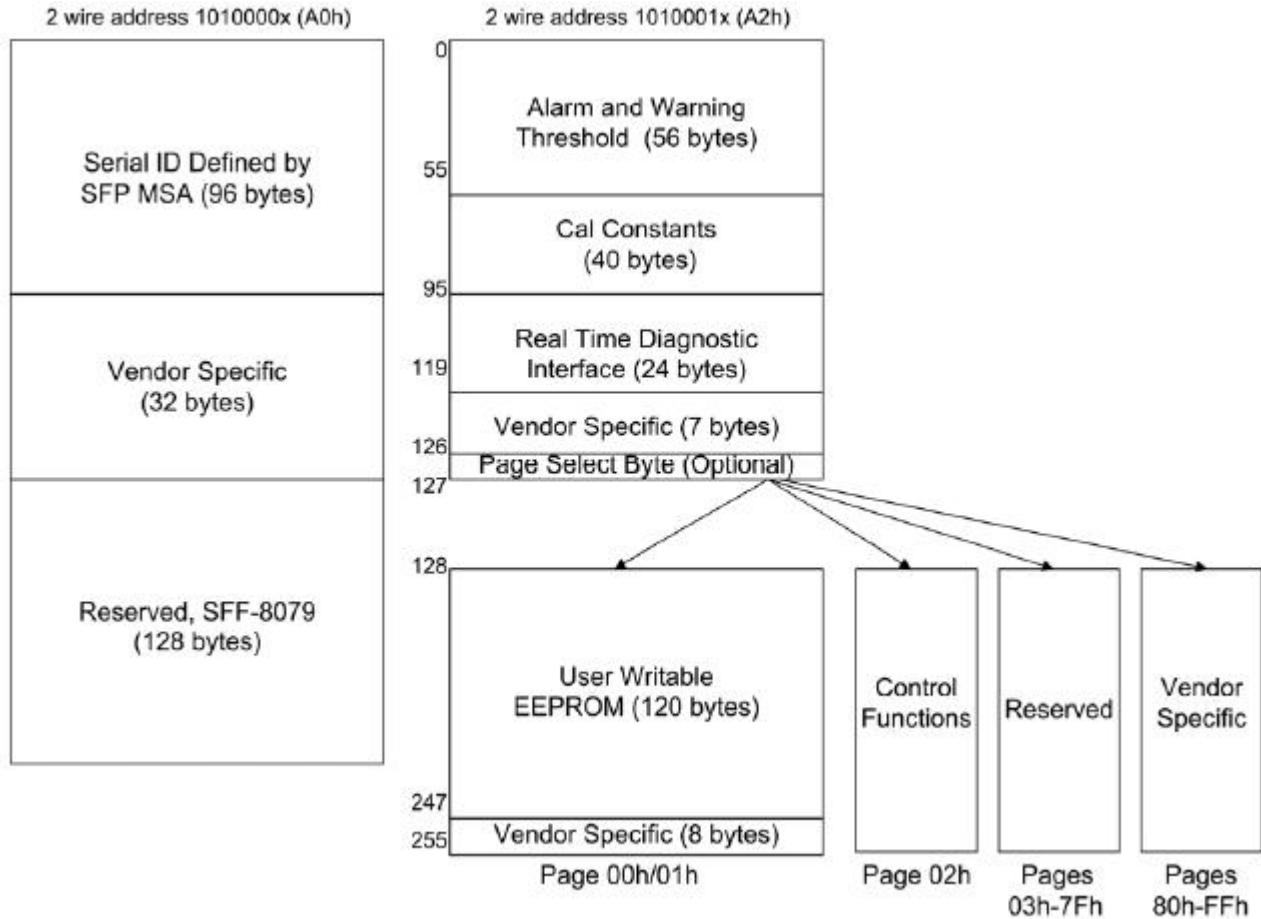 2 wire address 1010000x (A0h)
Serial ID Defined by
SFP MSA (96 bytes)
Vendor Specific
(32 bytes)
Reserved, SFF-8079
(128 bytes)
2 wire address 1010001x (A2h)
0
Alarm and Warning
Threshold (56 bytes)
55
Cal Constants
(40 bytes)
95
Real Time Diagnostic
Interface (24 bytes)
119
Vendor Specific (7 bytes)
126
Page Select Byte (Optional)
127
128
User Writable
EEPROM (120 bytes)
247
Vendor Specific (8 bytes)
255
Page 00h/01h
Control
Functions
Page 02h
Reserved
Pages
03h-7Fh
Vendor
Specific
Pages
80h-FFh